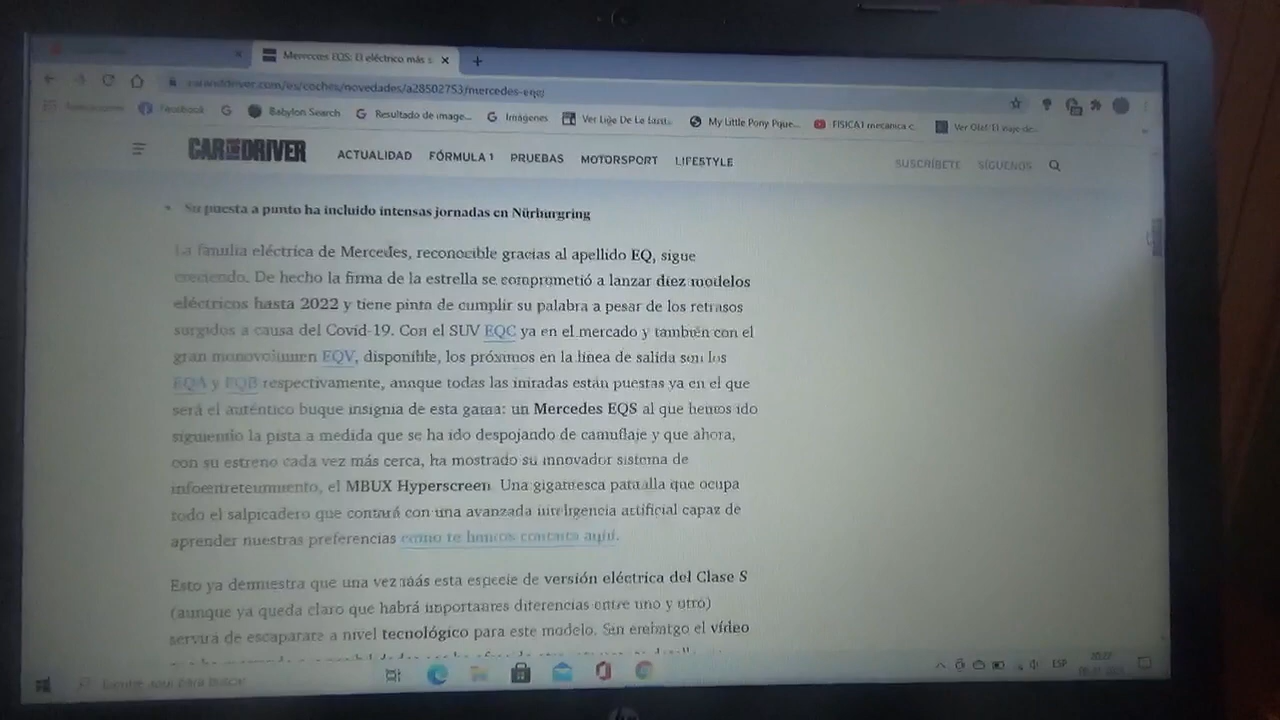 Mercedes EQS: El eléctrico más s
caranddriver.com/es/coches/novedades/a28502753/mercedes-eqs/
Facebook
Babylon Search
Resultado de image...
Imágenes
My Little Pony
FISICA I mecanica c...
CAR AND DRIVER
ACTUALIDAD FÓRMULA 1 PRUEBAS MOTORSPORT LIFESTYLE
SUSCRÍBETE SÍGUENOS
Su puesta a punto ha incluido intensas jornadas en Nürburgring
La familia eléctrica de Mercedes, reconocible gracias al apellido EQ, sigue
creciendo. De hecho la firma de la estrella se comprometió a lanzar diez modelos
eléctricos hasta 2022 y tiene pinta de cumplir su palabra a pesar de los retrasos
surgidos a causa del Covid-19. Con el SUV EQC ya en el mercado y también con el
gran monovolumen EQV, disponible, los próximos en la línea de salida son los
EQA y EQB respectivamente, aunque todas las miradas están puestas ya en el que
será el auténtico buque insignia de esta gama: un Mercedes EQS al que hemos ido
siguiendo la pista a medida que se ha ido despojando de camuflaje y que ahora,
con su estreno cada vez más cerca, ha mostrado su innovador sistema de
infoentretenimiento, el MBUX Hyperscreen. Una gigantesca pantalla que ocupa
todo el salpicadero que contará con una avanzada inteligencia artificial capaz de
aprender nuestras preferencias como te hemos contado aquí.
Esto ya demuestra que una vez más esta especie de versión eléctrica del Clase S
(aunque ya queda claro que habrá importantes diferencias entre uno y otro)
servirá de escaparate a nivel tecnológico para este modelo. Sin embargo el vídeo
Escribe aquí para buscar
ESP
20:27
hp